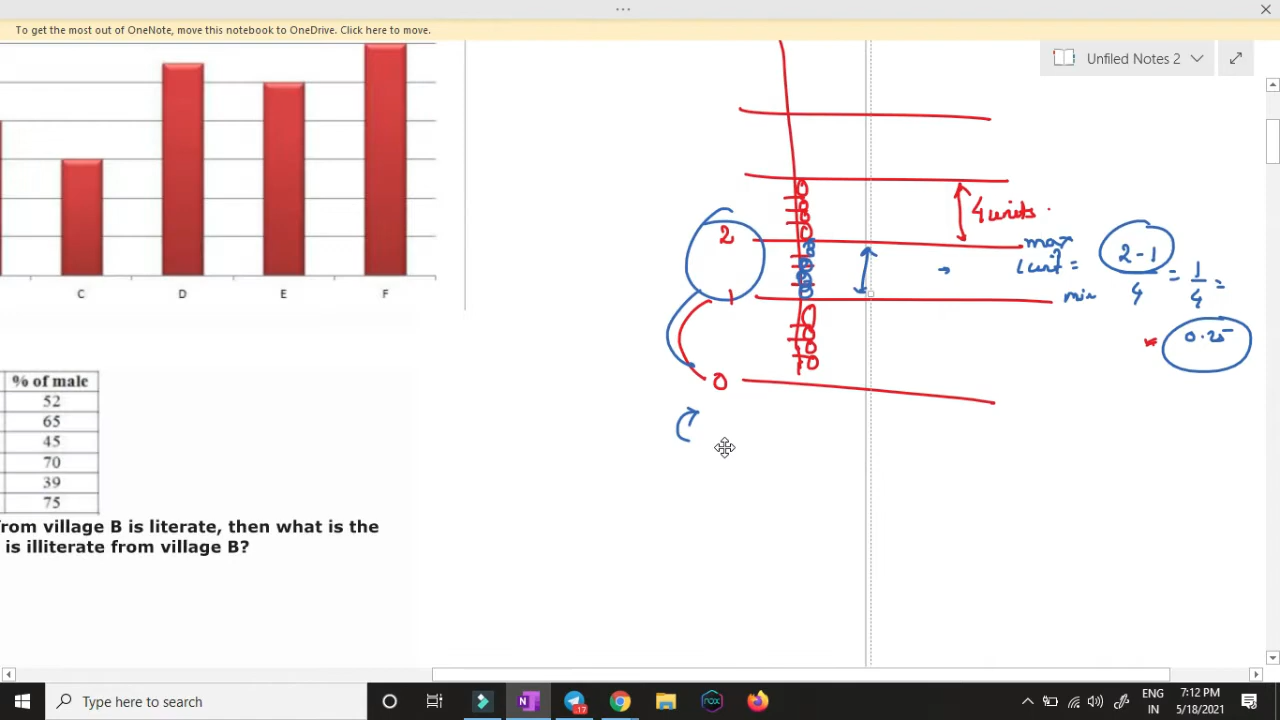 To get the most out of OneNote, move this notebook to OneDrive. Click here to move.
Unfiled Notes 2
C D E F
% of male
52
65
45
70
39
75
from village B is literate, then what is the
is illiterate from village B?
4 units
2
max
1 unit = 2 - 1 / 4 = 1 / 4 =
1
min
0.25
0
Type here to search
17
ENG
IN
7:12 PM
5/18/2021